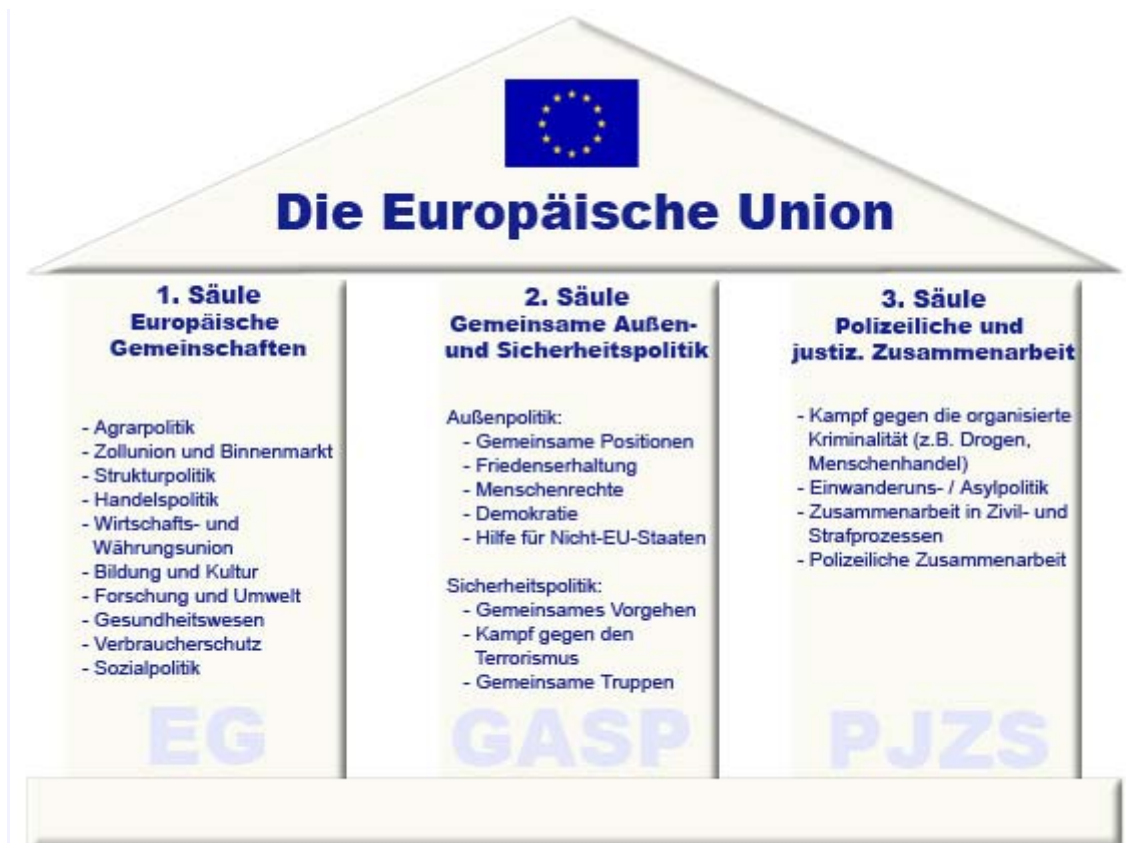 Die Europäische Union
1. Säule
Europäische
Gemeinschaften
- Agrarpolitik
- Zollunion und Binnenmarkt
- Strukturpolitik
- Handelspolitik
- Wirtschafts- und
Währungsunion
- Bildung und Kultur
- Forschung und Umwelt
- Gesundheitswesen
- Verbraucherschutz
- Sozialpolitik
EG
2. Säule
Gemeinsame Außen-
und Sicherheitspolitik
Außenpolitik:
- Gemeinsame Positionen
- Friedenserhaltung
- Menschenrechte
- Demokratie
- Hilfe für Nicht-EU-Staaten
Sicherheitspolitik:
- Gemeinsames Vorgehen
- Kampf gegen den
Terrorismus
- Gemeinsame Truppen
GASP
3. Säule
Polizeiliche und
justiz. Zusammenarbeit
- Kampf gegen die organisierte
Kriminalität (z.B. Drogen,
Menschenhandel)
- Einwanderuns- / Asylpolitik
- Zusammenarbeit in Zivil- und
Strafprozessen
- Polizeiliche Zusammenarbeit
PJZS